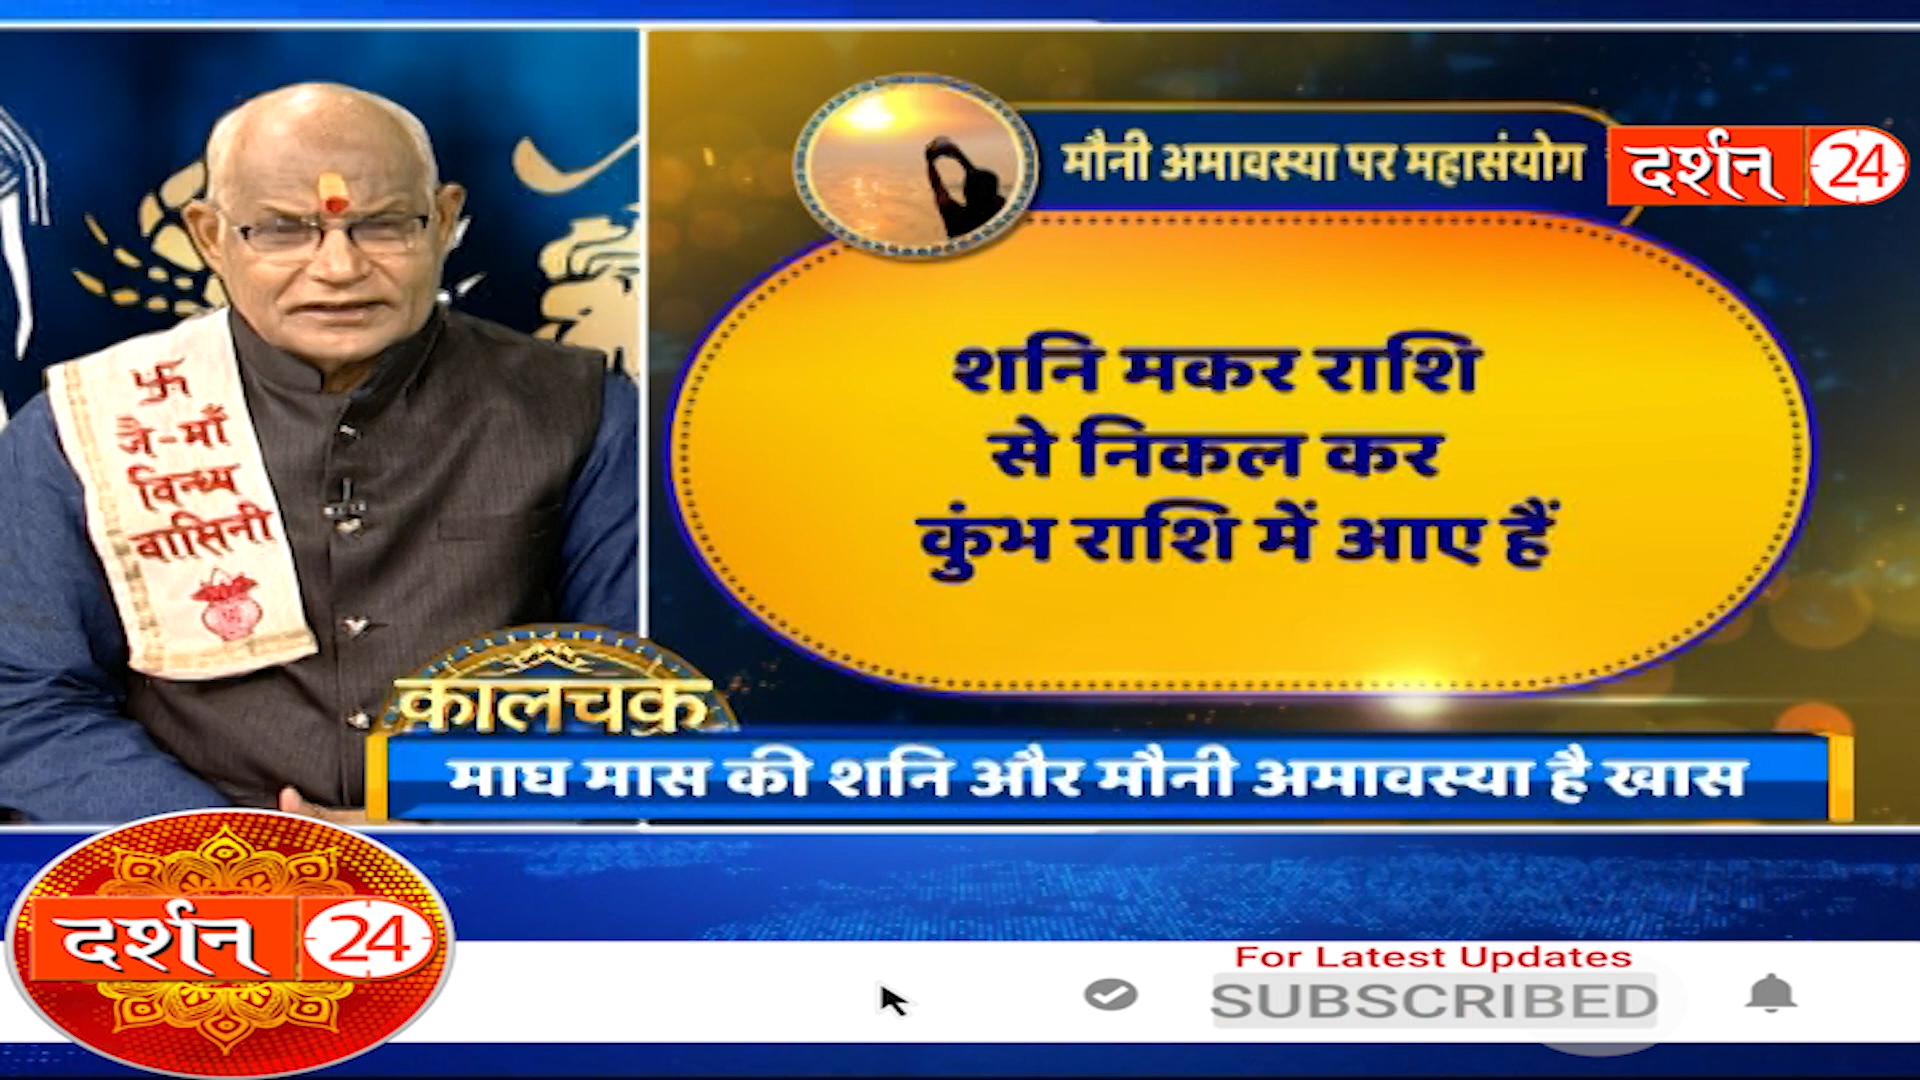 मौनी अमावस्या पर महासंयोग
दर्शन 24
शनि मकर राशि
से निकल कर
कुंभ राशि में आए हैं
जै-माँ
विन्ध्य
वासिनी
कालचक्र
माघ मास की शनि और मौनी अमावस्या है खास
दर्शन 24
For Latest Updates
SUBSCRIBED